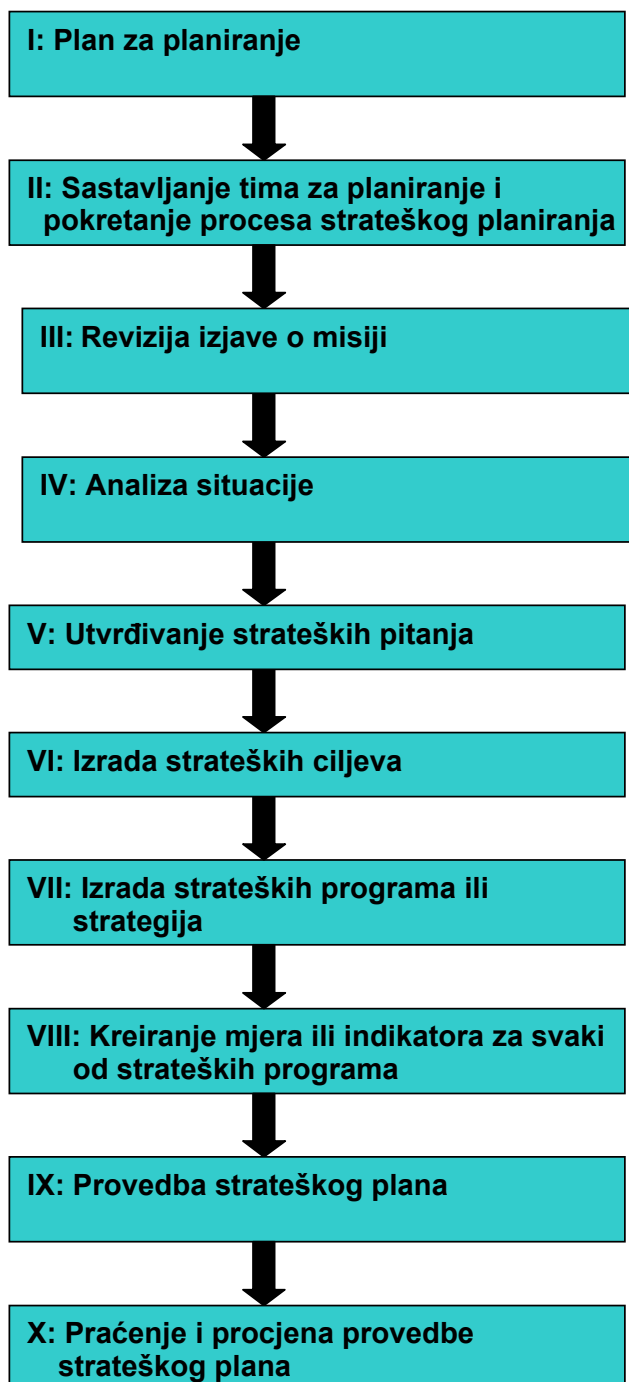 I: Plan za planiranje
II: Sastavljanje tima za planiranje i
pokretanje procesa strateškog planiranja
III: Revizija izjave o misiji
IV: Analiza situacije
V: Utvrđivanje strateških pitanja
VI: Izrada strateških ciljeva
VII: Izrada strateških programa ili
strategija
VIII: Kreiranje mjera ili indikatora za svaki
od strateških programa
IX: Provedba strateškog plana
X: Praćenje i procjena provedbe
strateškog plana